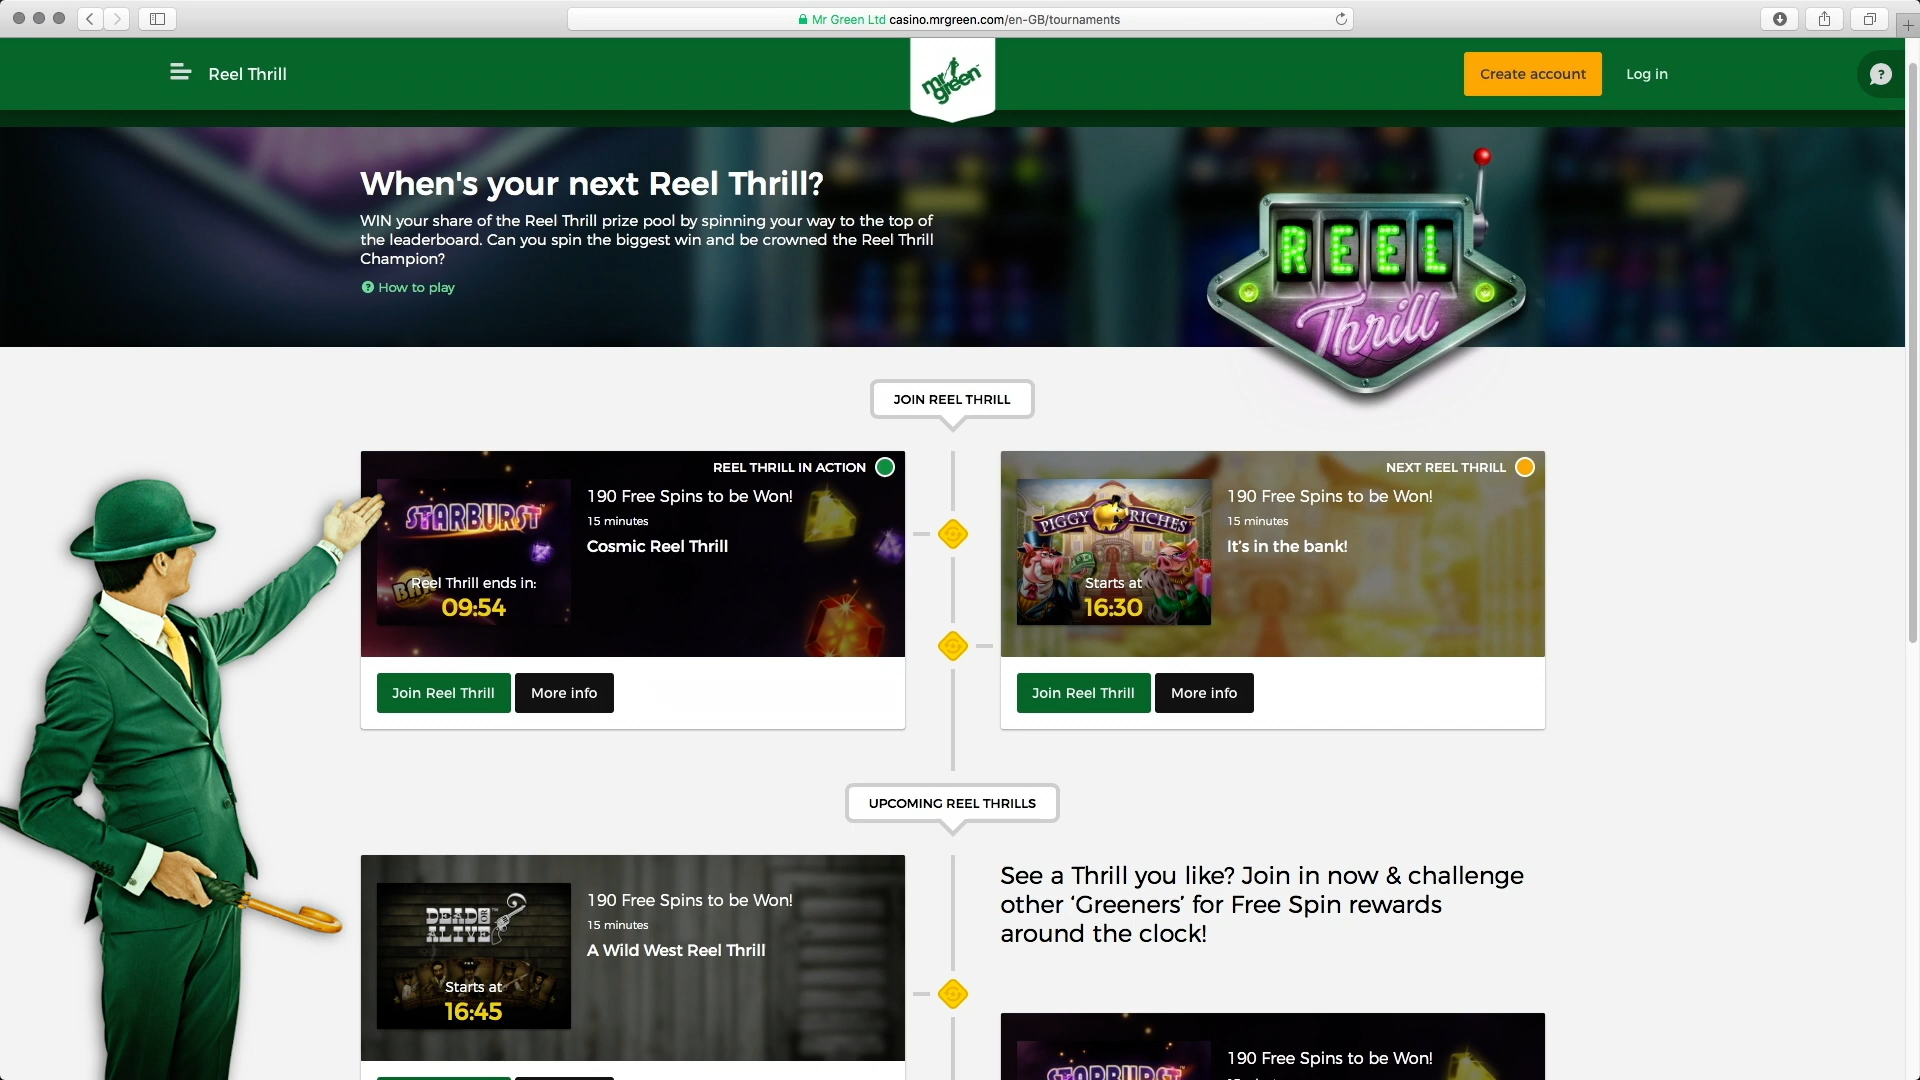 Mr Green Ltd casino.mrgreen.com/en-GB/tournaments
Reel Thrill
mr green
Create account
Log in
?
When's your next Reel Thrill?
WIN your share of the Reel Thrill prize pool by spinning your way to the top of
the leaderboard. Can you spin the biggest win and be crowned the Reel Thrill
Champion?
? How to play
REEL
Thrill
JOIN REEL THRILL
REEL THRILL IN ACTION
STARBURST
190 Free Spins to be Won!
15 minutes
Cosmic Reel Thrill
Reel Thrill ends in:
09:54
Join Reel Thrill
More info
NEXT REEL THRILL
PIGGY RICHES
190 Free Spins to be Won!
15 minutes
It's in the bank!
Starts at
16:30
Join Reel Thrill
More info
UPCOMING REEL THRILLS
DEAD OR
ALIVE
190 Free Spins to be Won!
15 minutes
A Wild West Reel Thrill
Starts at
16:45
See a Thrill you like? Join in now & challenge
other ‘Greeners’ for Free Spin rewards
around the clock!
STARBURST
190 Free Spins to be Won!